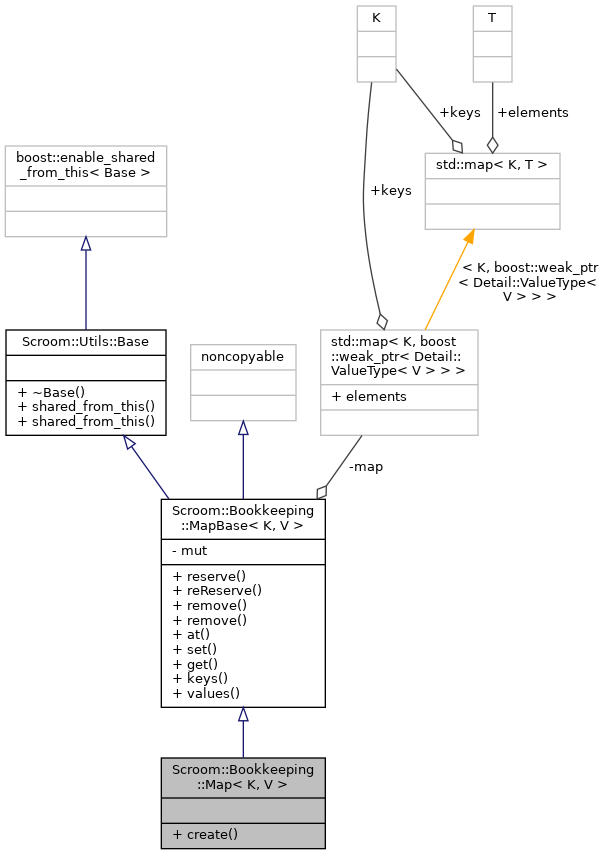 K
T
+keys
+elements
boost::enable_shared
_from_this< Base >
std::map< K, T >
+keys
< K, boost::weak_ptr
< Detail::ValueType<
V > > >
Scroom::Utils::Base
+ ~Base()
+ shared_from_this()
+ shared_from_this()
noncopyable
std::map< K, boost
::weak_ptr< Detail::
ValueType< V > > >
+ elements
-map
Scroom::Bookkeeping
::MapBase< K, V >
- mut
+ reserve()
+ reReserve()
+ remove()
+ remove()
+ at()
+ set()
+ get()
+ keys()
+ values()
Scroom::Bookkeeping
::Map< K, V >
+ create()